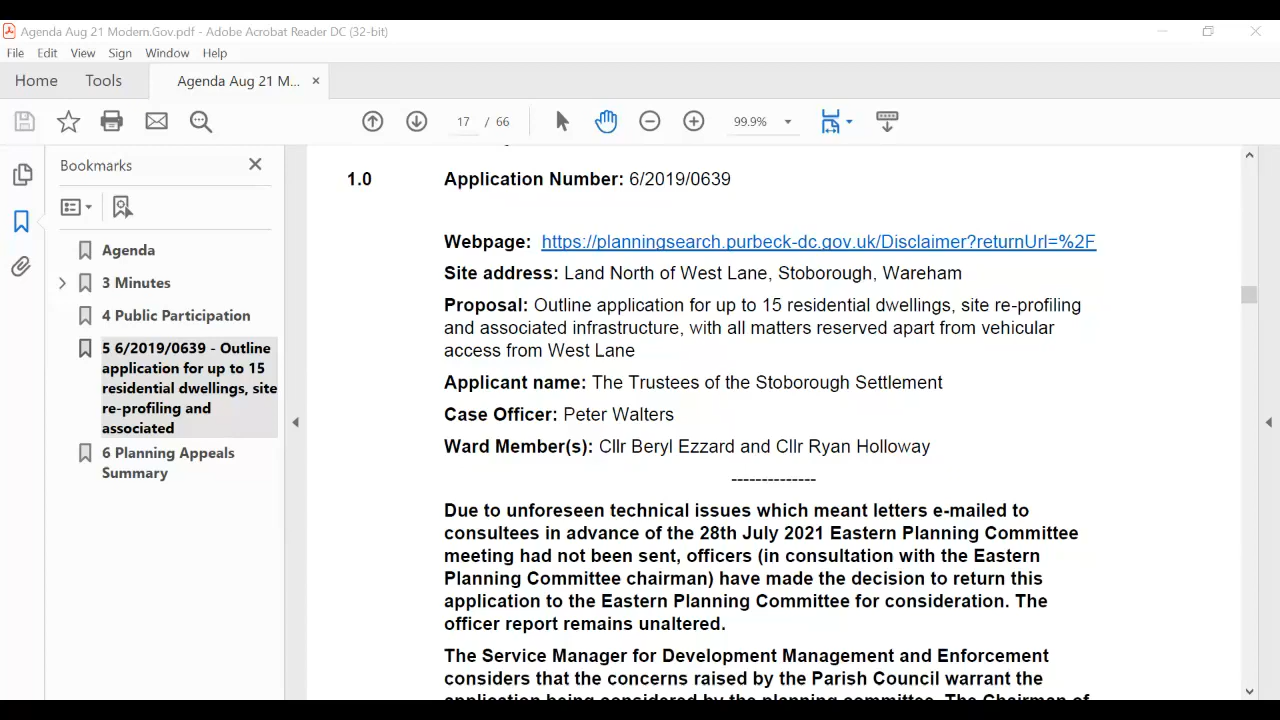 Agenda Aug 21 Modern.Gov.pdf - Adobe Acrobat Reader DC (32-bit)
File Edit View Sign Window Help
Home Tools Agenda Aug 21 M... ×
17 / 66 99.9%
Bookmarks
Agenda
3 Minutes
4 Public Participation
5 6/2019/0639 - Outline
application for up to 15
residential dwellings, site
re-profiling and
associated
6 Planning Appeals
Summary
1.0 Application Number: 6/2019/0639
Webpage: https://planningsearch.purbeck-dc.gov.uk/Disclaimer?returnUrl=%2F
Site address: Land North of West Lane, Stoborough, Wareham
Proposal: Outline application for up to 15 residential dwellings, site re-profiling
and associated infrastructure, with all matters reserved apart from vehicular
access from West Lane
Applicant name: The Trustees of the Stoborough Settlement
Case Officer: Peter Walters
Ward Member(s): Cllr Beryl Ezzard and Cllr Ryan Holloway
--------------
Due to unforeseen technical issues which meant letters e-mailed to
consultees in advance of the 28th July 2021 Eastern Planning Committee
meeting had not been sent, officers (in consultation with the Eastern
Planning Committee chairman) have made the decision to return this
application to the Eastern Planning Committee for consideration. The
officer report remains unaltered.
The Service Manager for Development Management and Enforcement
considers that the concerns raised by the Parish Council warrant the
application being considered by the planning committee. The Chairman of